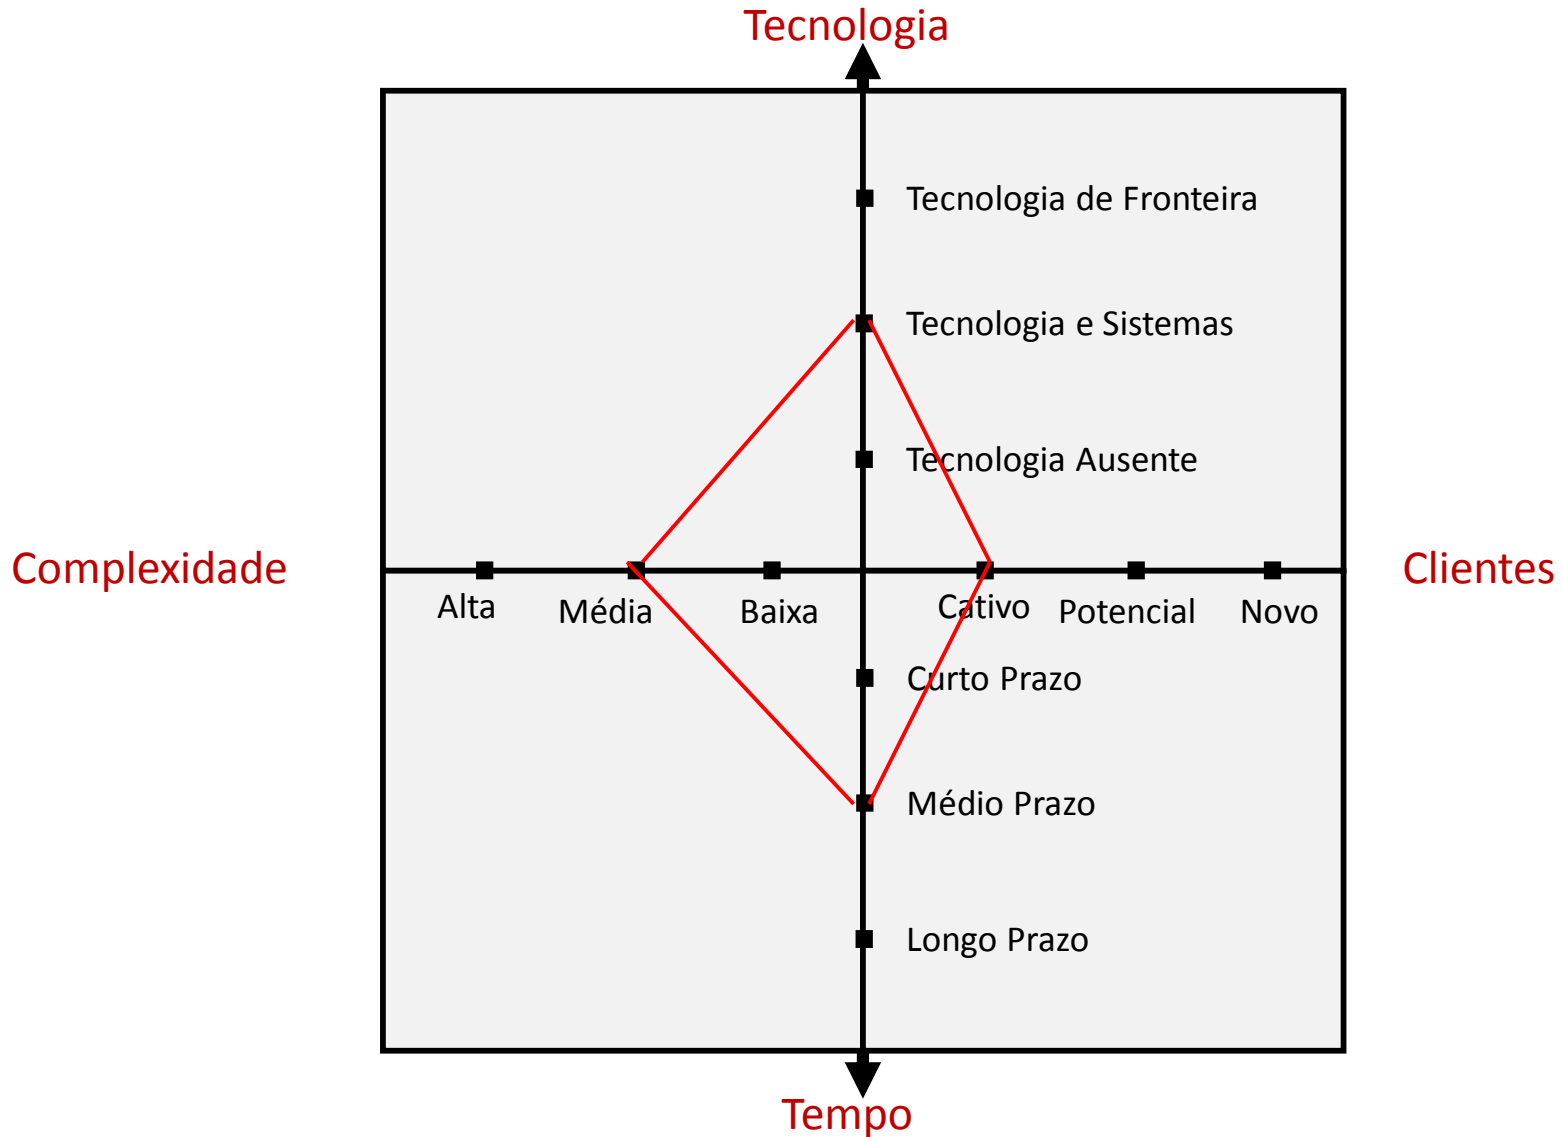 Tecnologia
Tecnologia de Fronteira
Tecnologia e Sistemas
Tecnologia Ausente
Complexidade
Clientes
Alta
Média
Baixa
Cativo
Potencial
Novo
Curto Prazo
Médio Prazo
Longo Prazo
Tempo